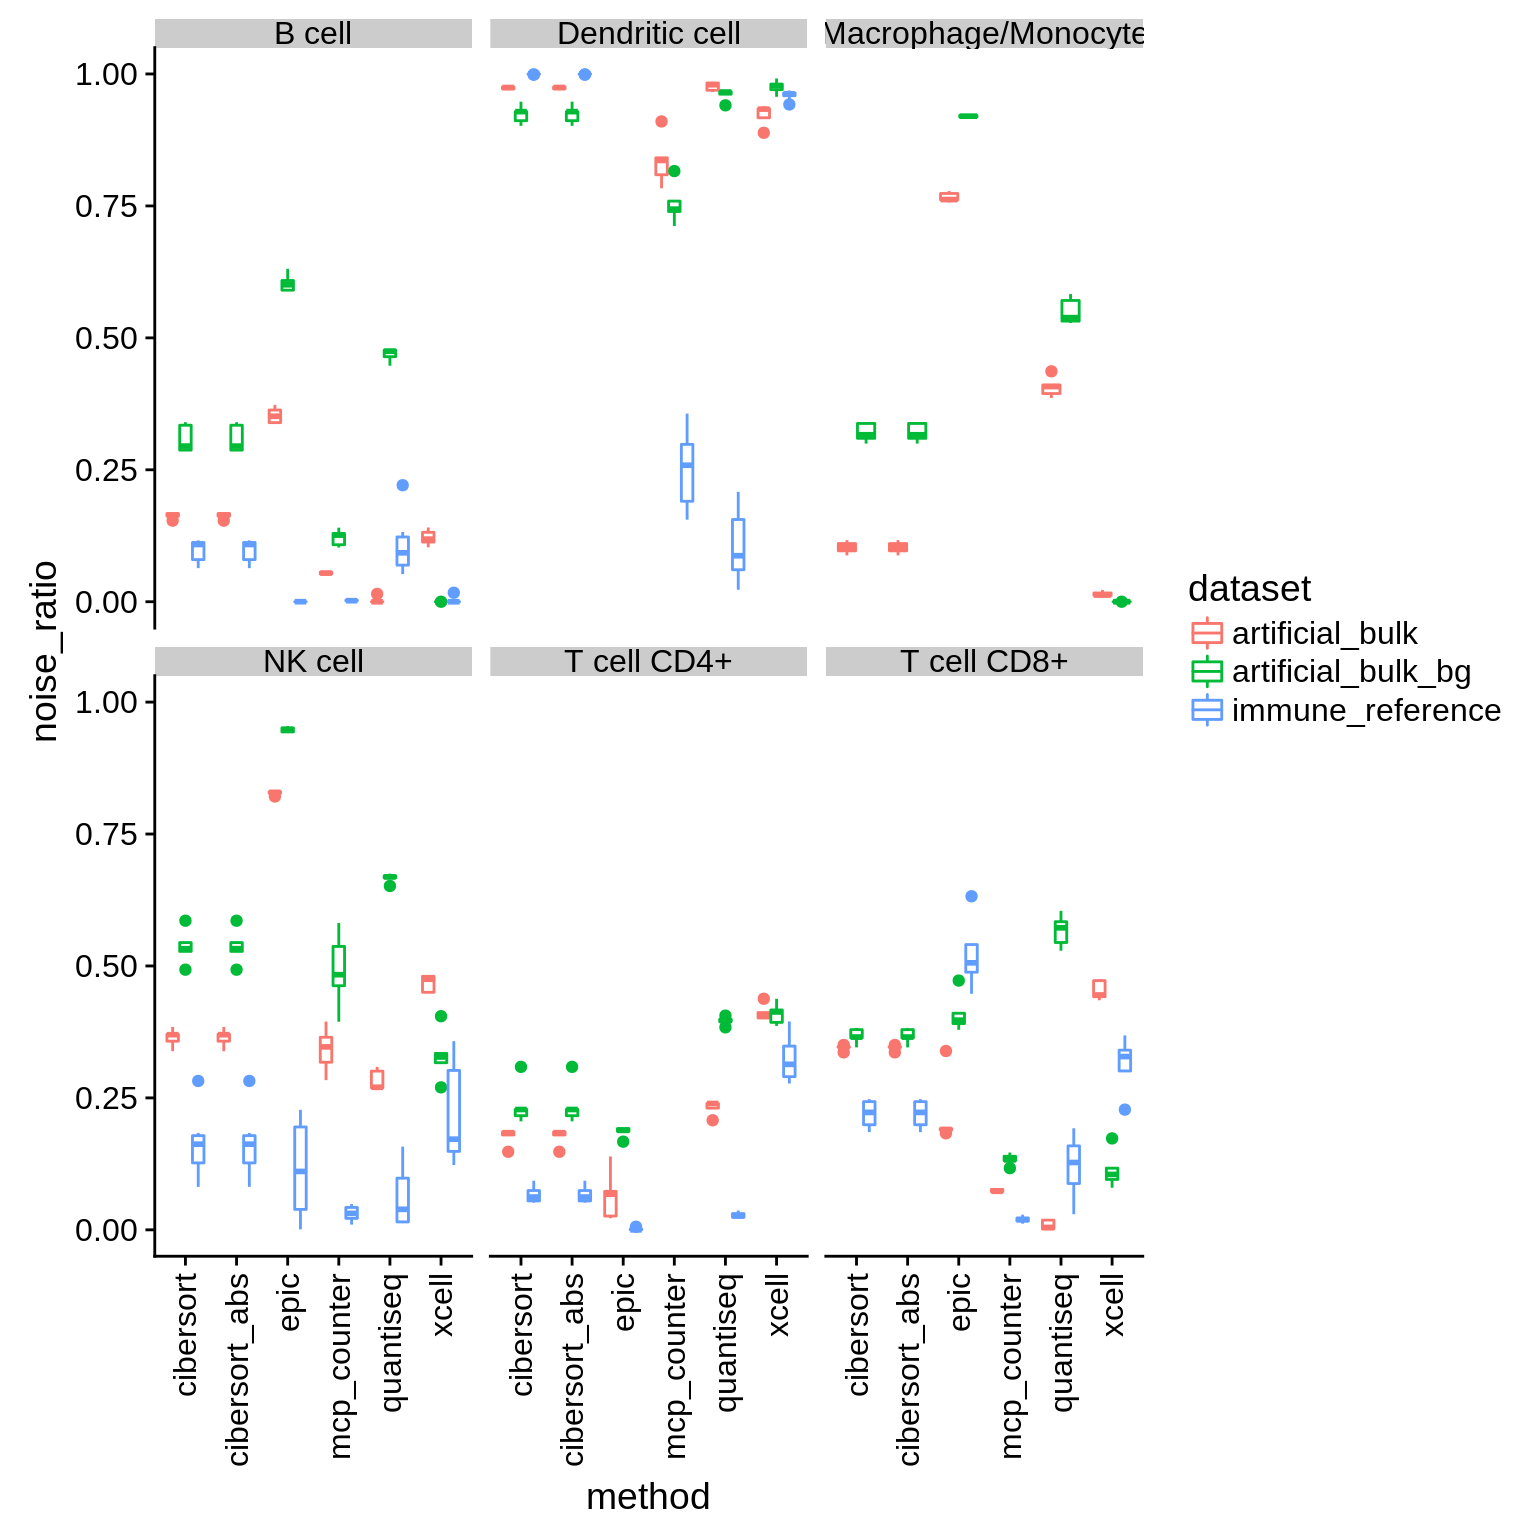 B cell
Dendritic cell
Macrophage/Monocyte
1.00
0.75
0.50
0.25
0.00
NK cell
T cell CD4+
T cell CD8+
1.00
0.75
0.50
0.25
0.00
noise_ratio
cibersort
cibersort_abs
epic
mcp_counter
quantiseq
xcell
cibersort
cibersort_abs
epic
mcp_counter
quantiseq
xcell
cibersort
cibersort_abs
epic
mcp_counter
quantiseq
xcell
method
dataset
artificial_bulk
artificial_bulk_bg
immune_reference